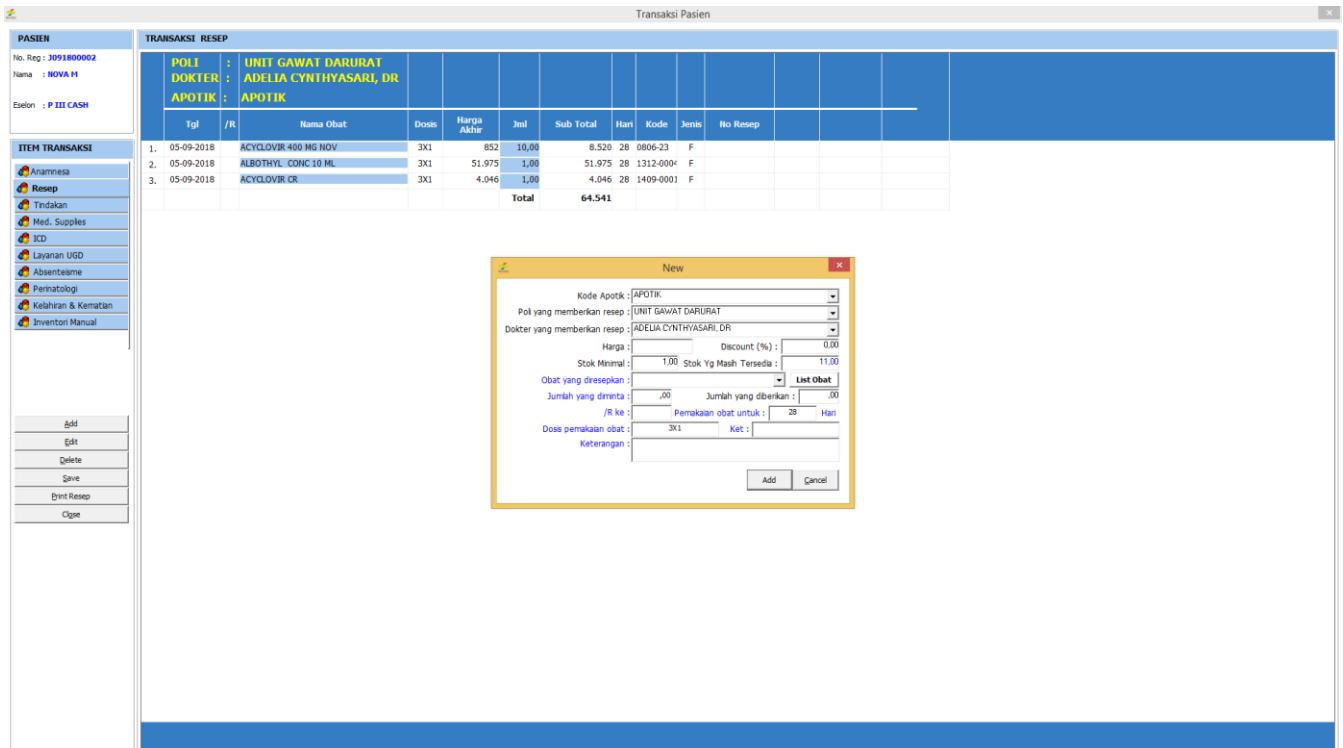 Transaksi Pasien
PASIEN
No. Reg : J091800002
Nama : NOVA M
Eselon : P III CASH
ITEM TRANSAKSI
Anamnesa
Resep
Tindakan
Med. Supplies
ICD
Layanan UGD
Absenteisme
Perinatologi
Kelahiran & Kematian
Inventori Manual
Add
Edit
Delete
Save
Print Resep
Close
TRANSAKSI RESEP
POLI : UNIT GAWAT DARURAT
DOKTER : ADELIA CYNTHYASARI, DR
APOTIK : APOTIK
Tgl /R Nama Obat Dosis Harga Akhir Jml Sub Total Hari Kode Jenis No Resep
1. 05-09-2018 ACYCLOVIR 400 MG NOV 3X1 852 10,00 8.520 28 0806-23 F
2. 05-09-2018 ALBOTHYL CONC 10 ML 3X1 51.975 1,00 51.975 28 1312-0004 F
3. 05-09-2018 ACYCLOVIR CR 3X1 4.046 1,00 4.046 28 1409-0001 F
Total 64.541
New
Kode Apotik : APOTIK
Poli yang memberikan resep : UNIT GAWAT DARURAT
Dokter yang memberikan resep : ADELIA CYNTHYASARI, DR
Harga : Discount (%) : 0,00
Stok Minimal : 1,00 Stok Yg Masih Tersedia : 11,00
Obat yang diresepkan : List Obat
Jumlah yang diminta : ,00 Jumlah yang diberikan : ,00
/R ke : Pemakaian obat untuk : 28 Hari
Dosis pemakaian obat : 3X1 Ket :
Keterangan :
Add Cancel